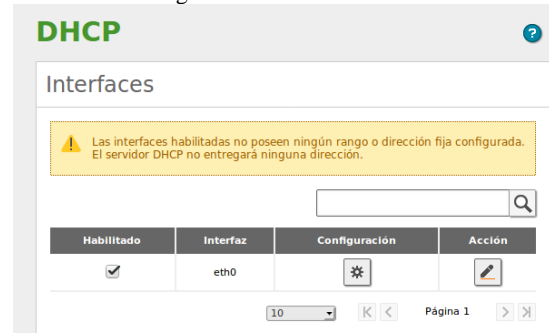 DHCP
?
Interfaces
Las interfaces habilitadas no poseen ningún rango o dirección fija configurada.
El servidor DHCP no entregará ninguna dirección.
Habilitado Interfaz Configuración Acción
eth0
10 Página 1